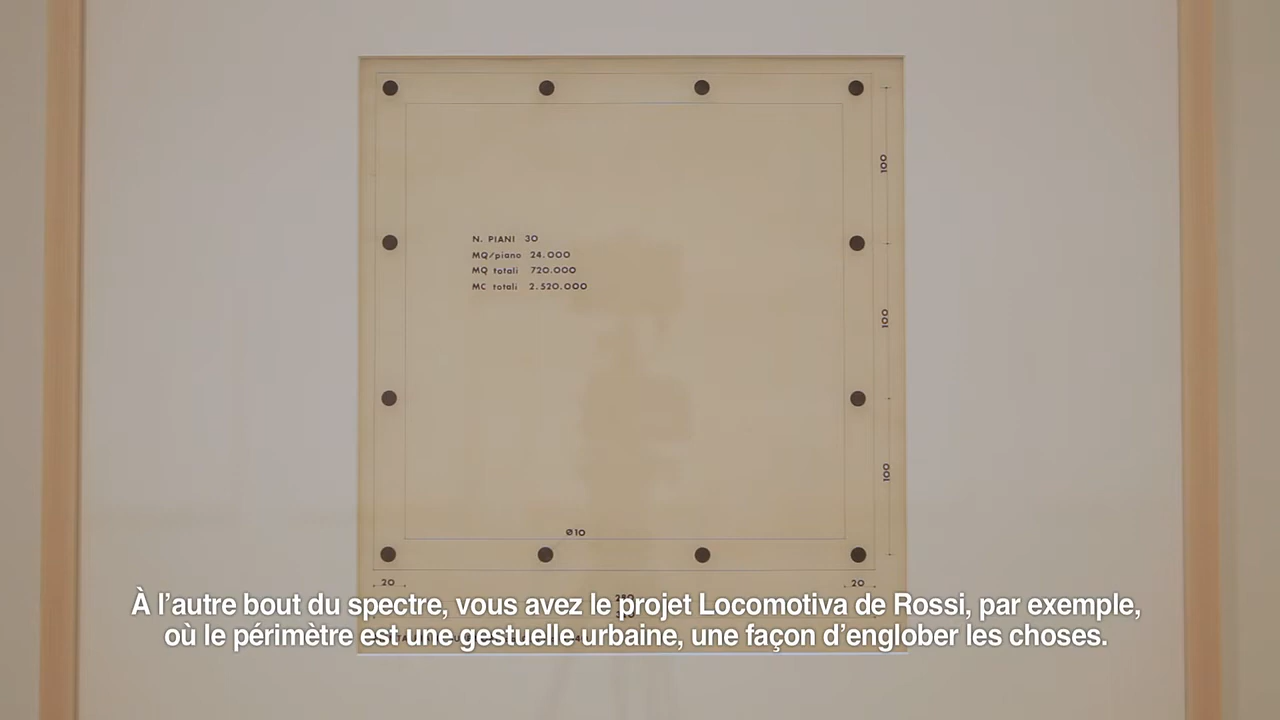 100
N. PIANI 30
MQ/piano 24.000
MQ totali 720.000
MC totali 2.520.000
100
100
Ø10
20
20
À l’autre bout du spectre, vous avez le projet Locomotiva de Rossi, par exemple,
où le périmètre est une gestuelle urbaine, une façon d’englober les choses.